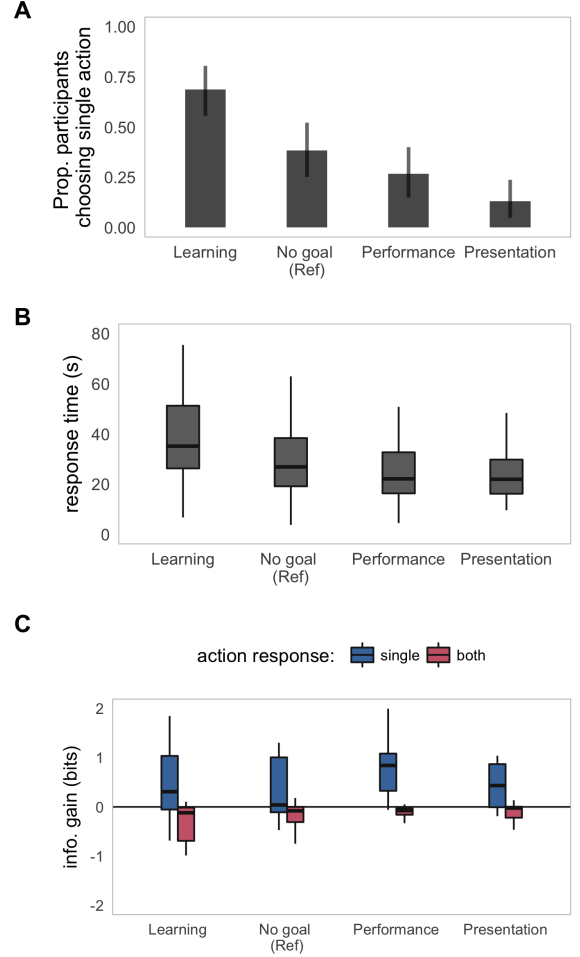 A
Prop. participants
choosing single action
1.00
0.75
0.50
0.25
0.00
Learning
No goal
(Ref)
Performance
Presentation
B
response time (s)
80
60
40
20
0
Learning
No goal
(Ref)
Performance
Presentation
C
action response:
single
both
info. gain (bits)
2
1
0
-1
-2
Learning
No goal
(Ref)
Performance
Presentation